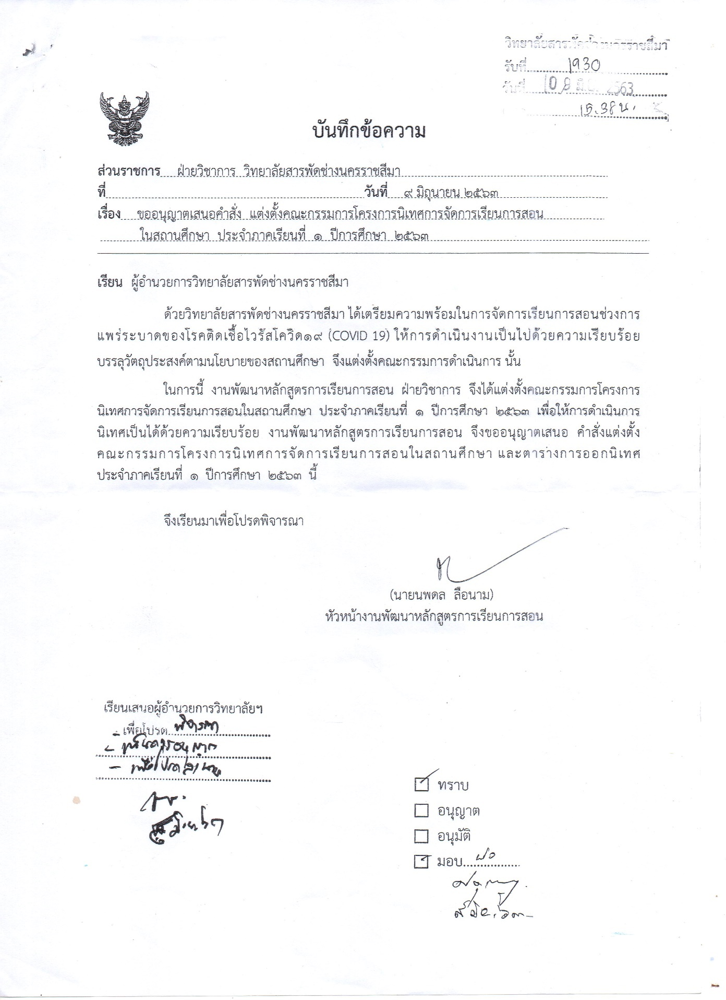 วิทยาลัยสารพัดช่างนครราชสีมา
รับที่ 1930
วันที่ 09 มิ.ย. 2563
15.38 น.
บันทึกข้อความ
ส่วนราชการ ฝ่ายวิชาการ วิทยาลัยสารพัดช่างนครราชสีมา
ที่ วันที่ ๙ มิถุนายน ๒๕๖๓
เรื่อง ขออนุญาตเสนอคำสั่ง แต่งตั้งคณะกรรมการโครงการนิเทศการจัดการเรียนการสอน
ในสถานศึกษา ประจำภาคเรียนที่ ๑ ปีการศึกษา ๒๕๖๓
เรียน ผู้อำนวยการวิทยาลัยสารพัดช่างนครราชสีมา
ด้วยวิทยาลัยสารพัดช่างนครราชสีมา ได้เตรียมความพร้อมในการจัดการเรียนการสอนช่วงการ
แพร่ระบาดของโรคติดเชื้อไวรัสโควิด๑๙ (COVID 19) ให้การดำเนินงานเป็นไปด้วยความเรียบร้อย
บรรลุวัตถุประสงค์ตามนโยบายของสถานศึกษา จึงแต่งตั้งคณะกรรมการดำเนินการ นั้น
ในการนี้ งานพัฒนาหลักสูตรการเรียนการสอน ฝ่ายวิชาการ จึงได้แต่งตั้งคณะกรรมการโครงการ
นิเทศการจัดการเรียนการสอนในสถานศึกษา ประจำภาคเรียนที่ ๑ ปีการศึกษา ๒๕๖๓ เพื่อให้การดำเนินการ
นิเทศเป็นได้ด้วยความเรียบร้อย งานพัฒนาหลักสูตรการเรียนการสอน จึงขออนุญาตเสนอ คำสั่งแต่งตั้ง
คณะกรรมการโครงการนิเทศการจัดการเรียนการสอนในสถานศึกษา และตารางการออกนิเทศ
ประจำภาคเรียนที่ ๑ ปีการศึกษา ๒๕๖๓ นี้
จึงเรียนมาเพื่อโปรดพิจารณา
(นายนพดล ลือนาม)
หัวหน้างานพัฒนาหลักสูตรการเรียนการสอน
เรียนเสนอผู้อำนวยการวิทยาลัยฯ
- เพื่อโปรด พิจารณา
- เห็นควรอนุญาต
- เพื่อโปรดลงนาม
ทราบ
อนุญาต
อนุมัติ
มอบ